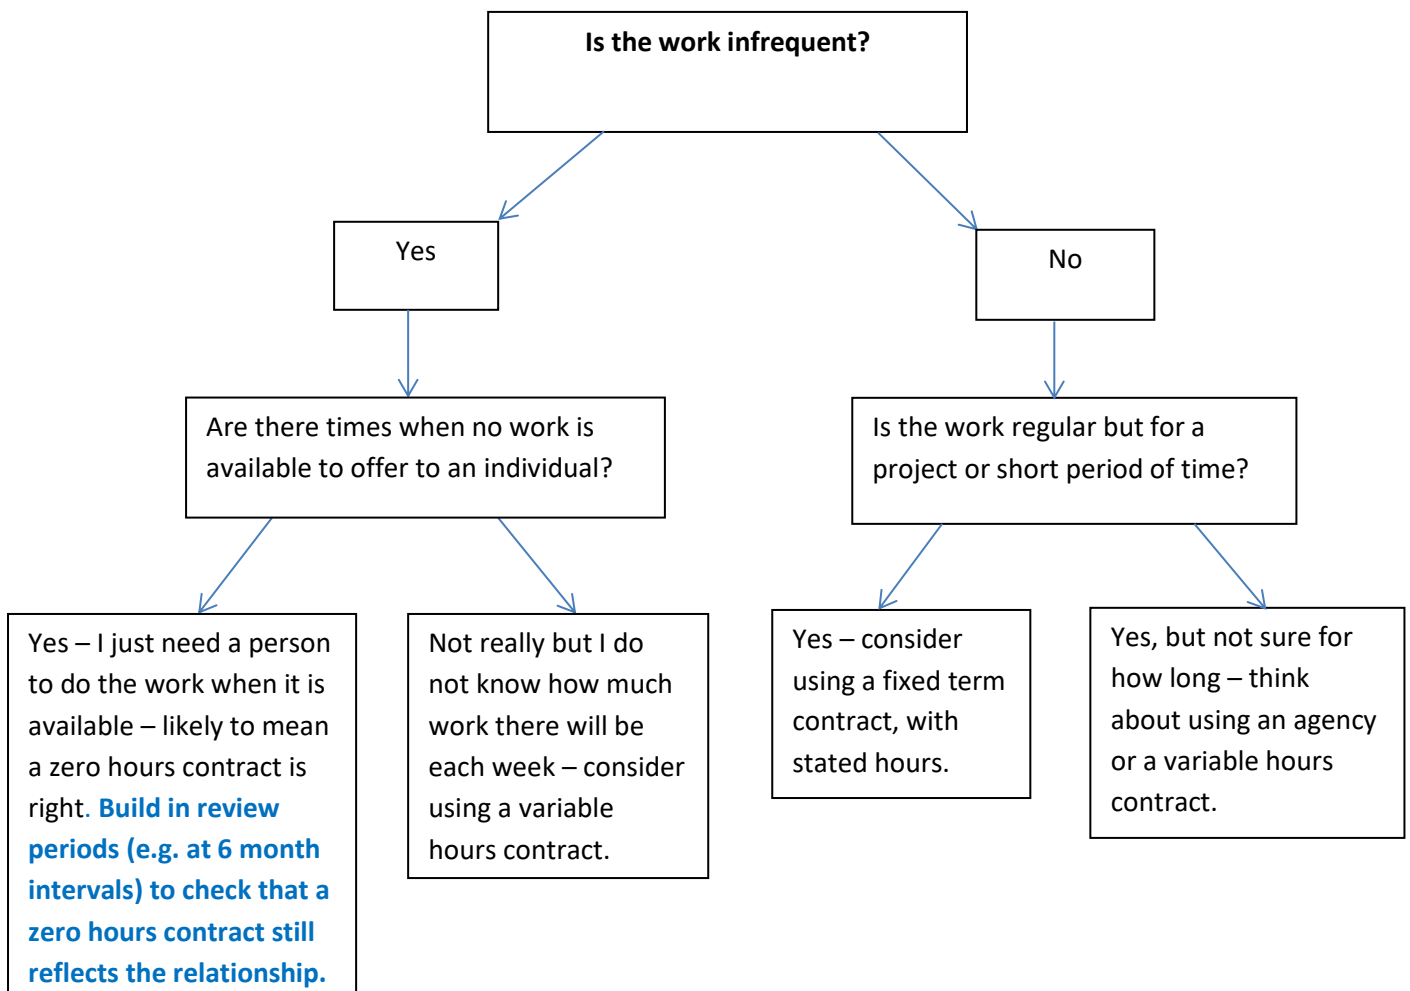 Is the work infrequent?
Yes
No
Are there times when no work is
available to offer to an individual?
Is the work regular but for a
project or short period of time?
Yes – I just need a person
to do the work when it is
available – likely to mean
a zero hours contract is
right. Build in review
periods (e.g. at 6 month
intervals) to check that a
zero hours contract still
reflects the relationship.
Not really but I do
not know how much
work there will be
each week – consider
using a variable
hours contract.
Yes – consider
using a fixed term
contract, with
stated hours.
Yes, but not sure for
how long – think
about using an agency
or a variable hours
contract.